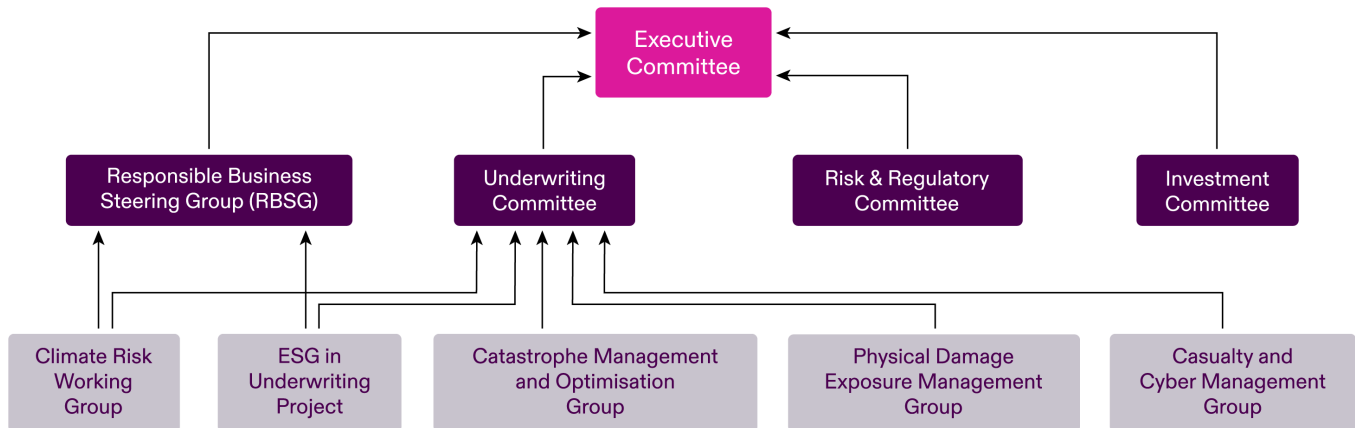 Executive
Committee
Responsible Business
Steering Group (RBSG)
Underwriting
Committee
Risk & Regulatory
Committee
Investment
Committee
Climate Risk
Working
Group
ESG in
Underwriting
Project
Catastrophe Management
and Optimisation
Group
Physical Damage
Exposure Management
Group
Casualty and
Cyber Management
Group